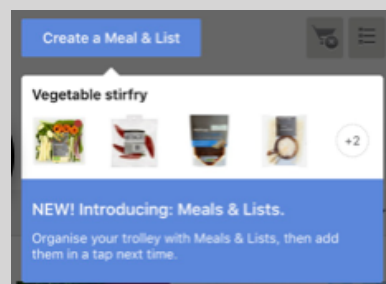 Create a Meal & List
Vegetable stirfry
+2
NEW! Introducing: Meals & Lists.
Organise your trolley with Meals & Lists, then add
them in a tap next time.